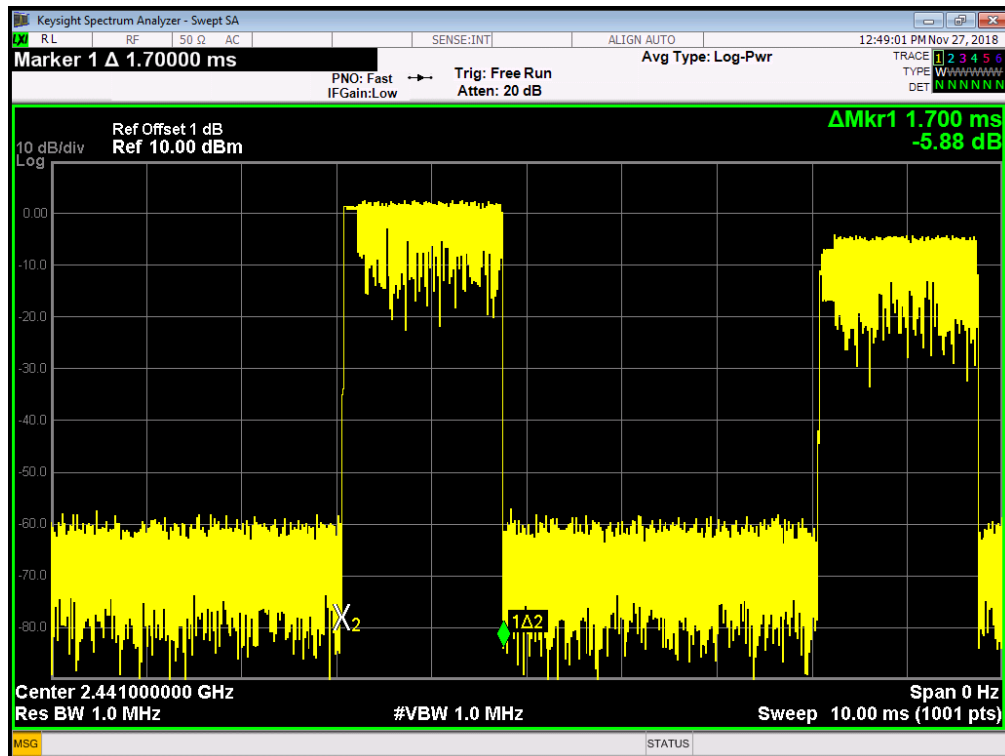 Keysight Spectrum Analyzer - Swept SA
LXI RL RF 50 Ω AC SENSE:INT ALIGN AUTO 12:49:01 PM Nov 27, 2018
Marker 1 Δ 1.70000 ms
Avg Type: Log-Pwr
TRACE 1 2 3 4 5 6
PNO: Fast Trig: Free Run
TYPE WWWWWW
IFGain:Low Atten: 20 dB
DET N N N N N N
ΔMkr1 1.700 ms
-5.88 dB
Ref Offset 1 dB
10 dB/div Ref 10.00 dBm
Log
0.00
-10.0
-20.0
-30.0
-40.0
-50.0
-60.0
-70.0
-80.0
X2
1Δ2
Center 2.441000000 GHz Span 0 Hz
Res BW 1.0 MHz #VBW 1.0 MHz Sweep 10.00 ms (1001 pts)
MSG STATUS